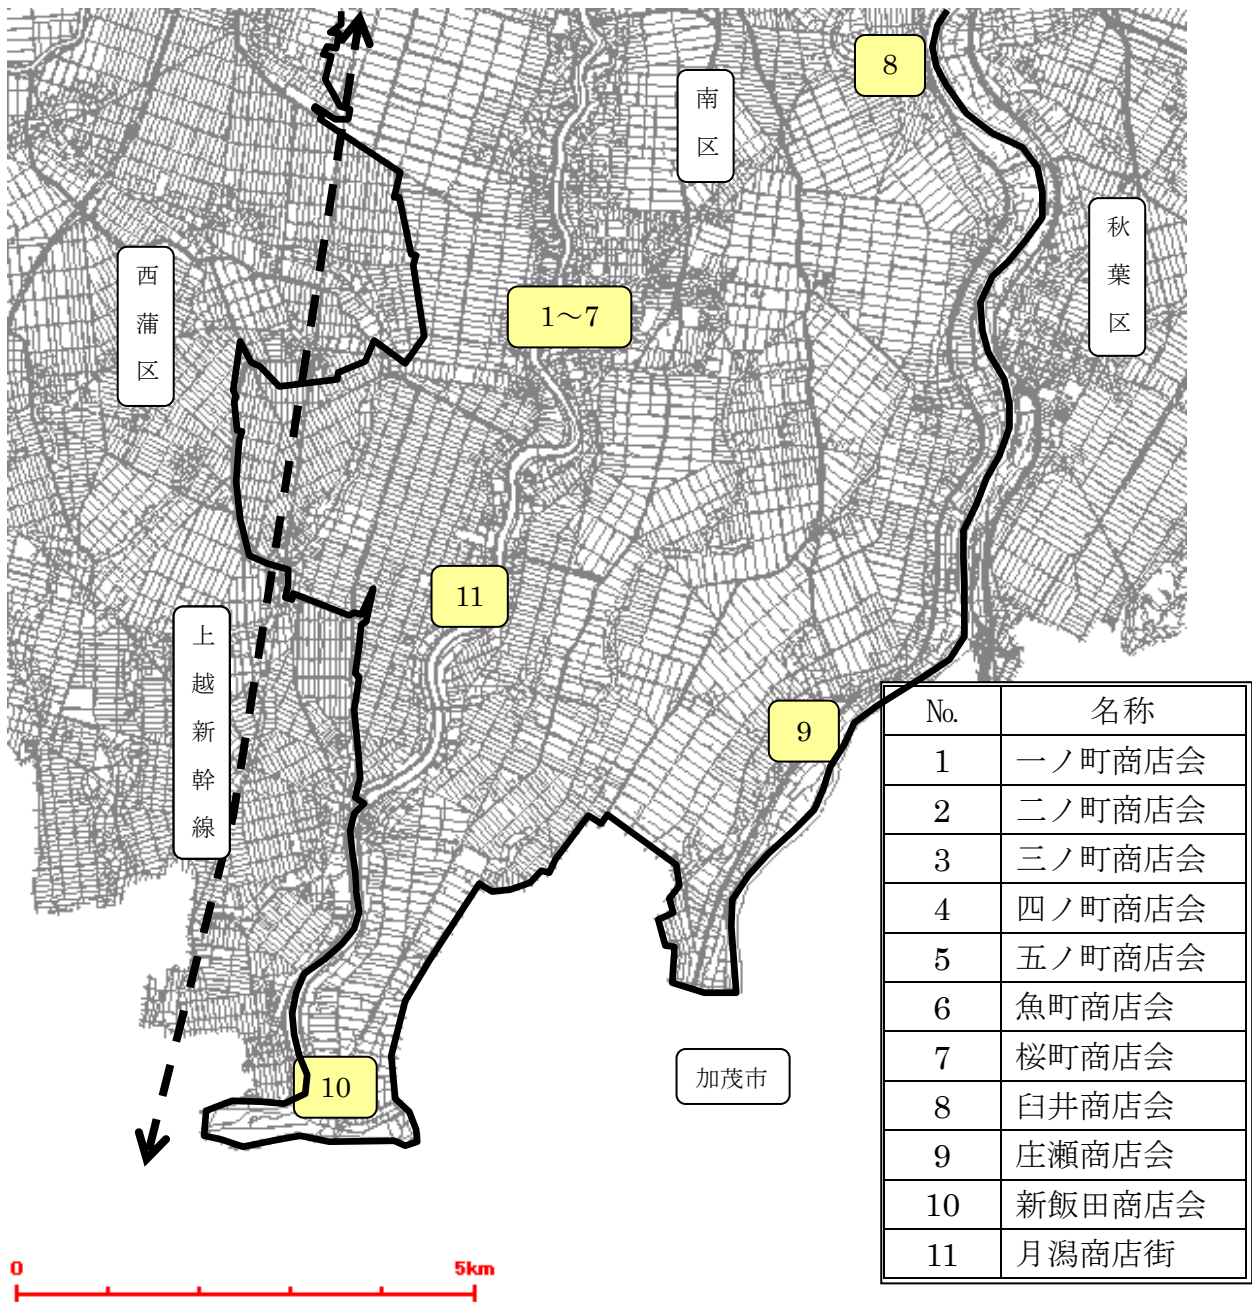 8
南区
秋葉区
西蒲区
1～7
11
上越新幹線
9
10
加茂市
No. 名称
1 一ノ町商店会
2 二ノ町商店会
3 三ノ町商店会
4 四ノ町商店会
5 五ノ町商店会
6 魚町商店会
7 桜町商店会
8 臼井商店会
9 庄瀬商店会
10 新飯田商店会
11 月潟商店街
0 5km